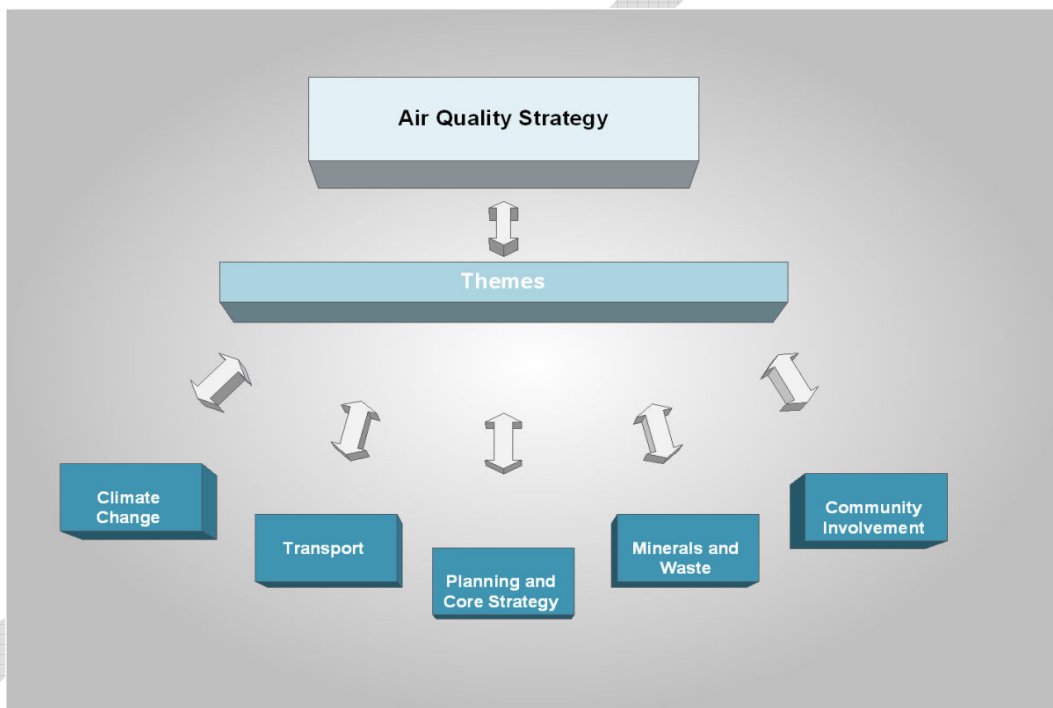 Air Quality Strategy
Themes
Climate
Change
Transport
Planning and
Core Strategy
Minerals and
Waste
Community
Involvement